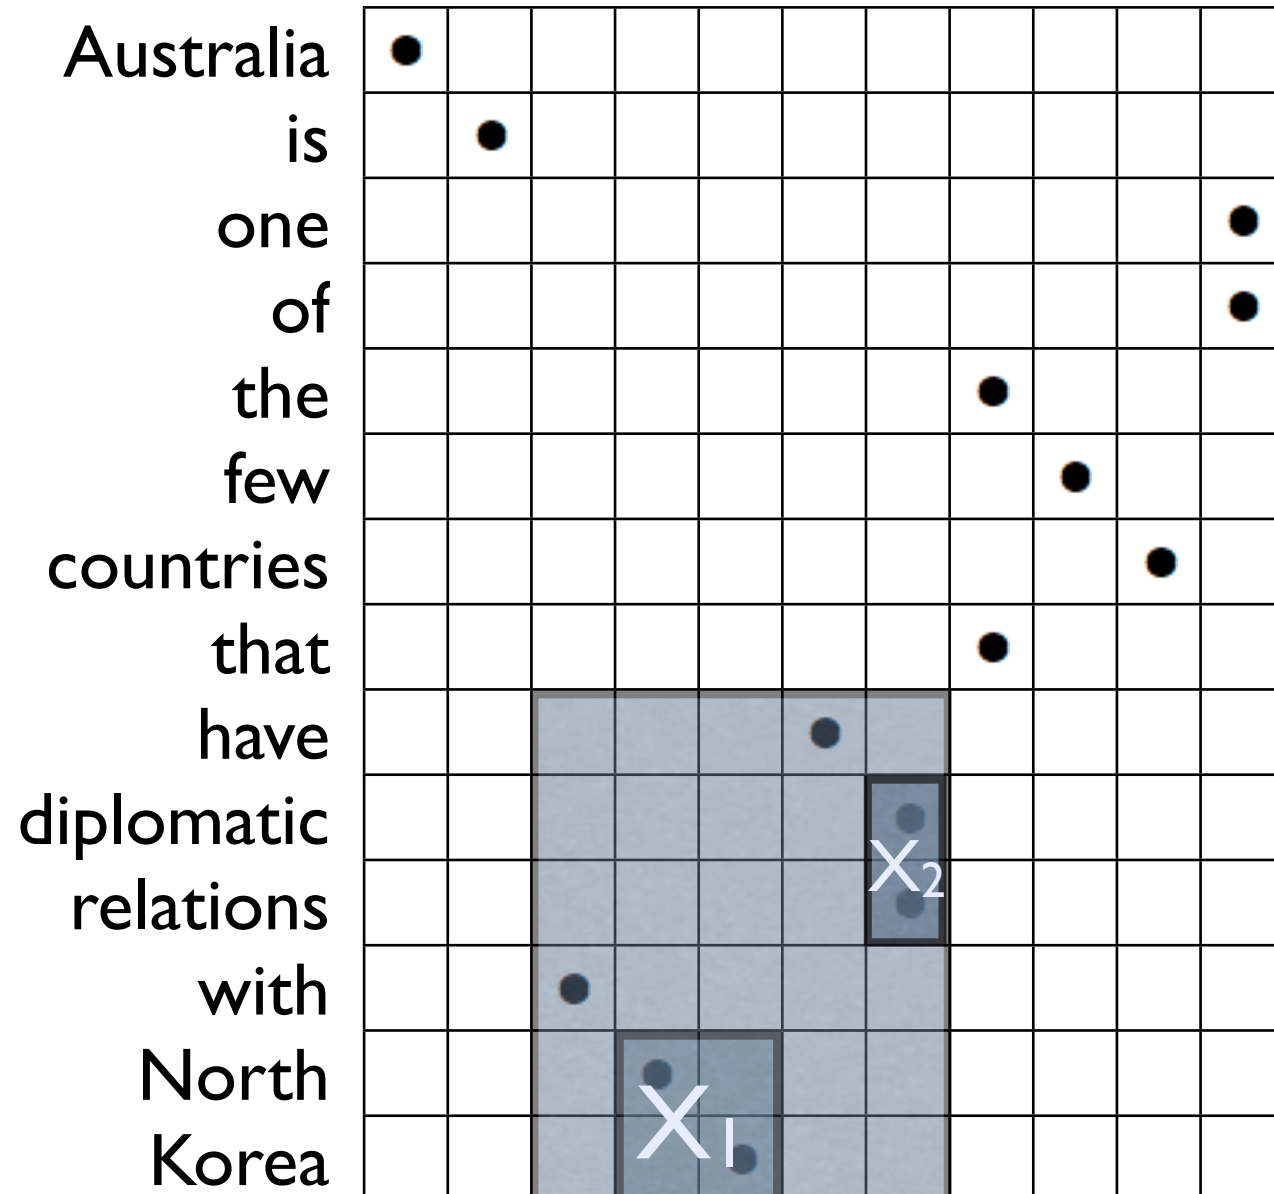 Australia
is
one
of
the
few
countries
that
have
diplomatic
X₂
relations
with
North
X₁
Korea